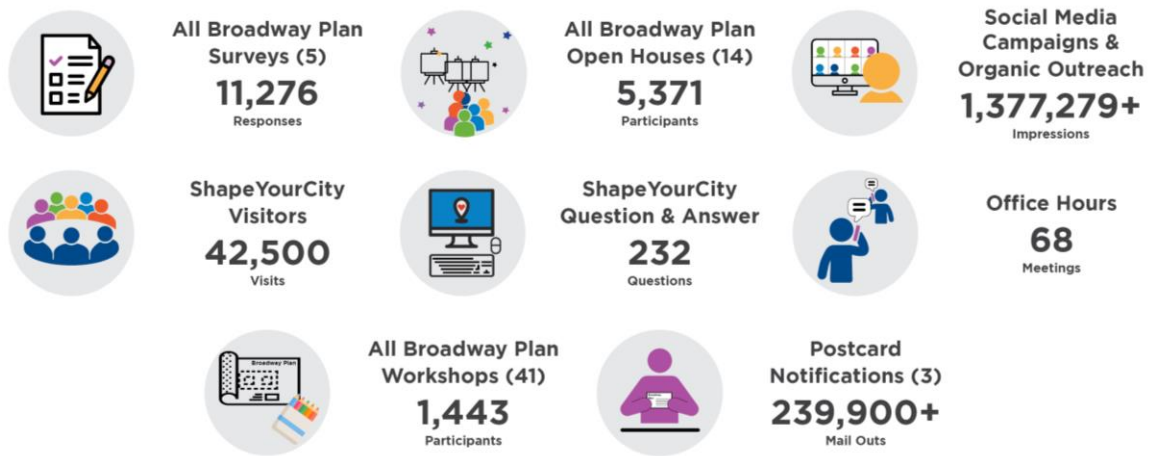 All Broadway Plan
Surveys (5)
11,276
Responses
All Broadway Plan
Open Houses (14)
5,371
Participants
Social Media
Campaigns &
Organic Outreach
1,377,279+
Impressions
ShapeYourCity
Visitors
42,500
Visits
ShapeYourCity
Question & Answer
232
Questions
Office Hours
68
Meetings
Broadway Plan
All Broadway Plan
Workshops (41)
1,443
Participants
Postcard
Notifications (3)
239,900+
Mail Outs